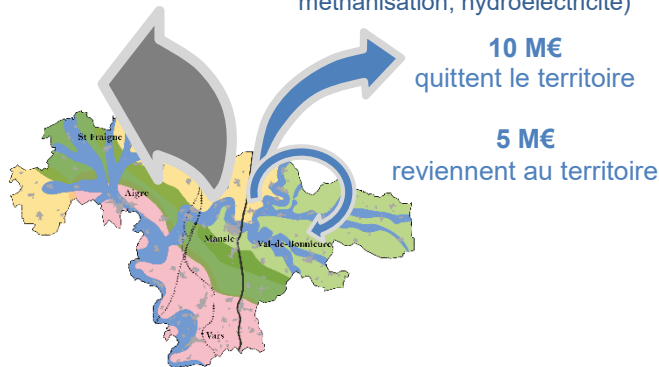 méthanisation, hydroélectricité)
10 M€
quittent le territoire
5 M€
reviennent au territoire
St Fraigne
Aigre
Mansle
Val-de-Bonnieure
Vars